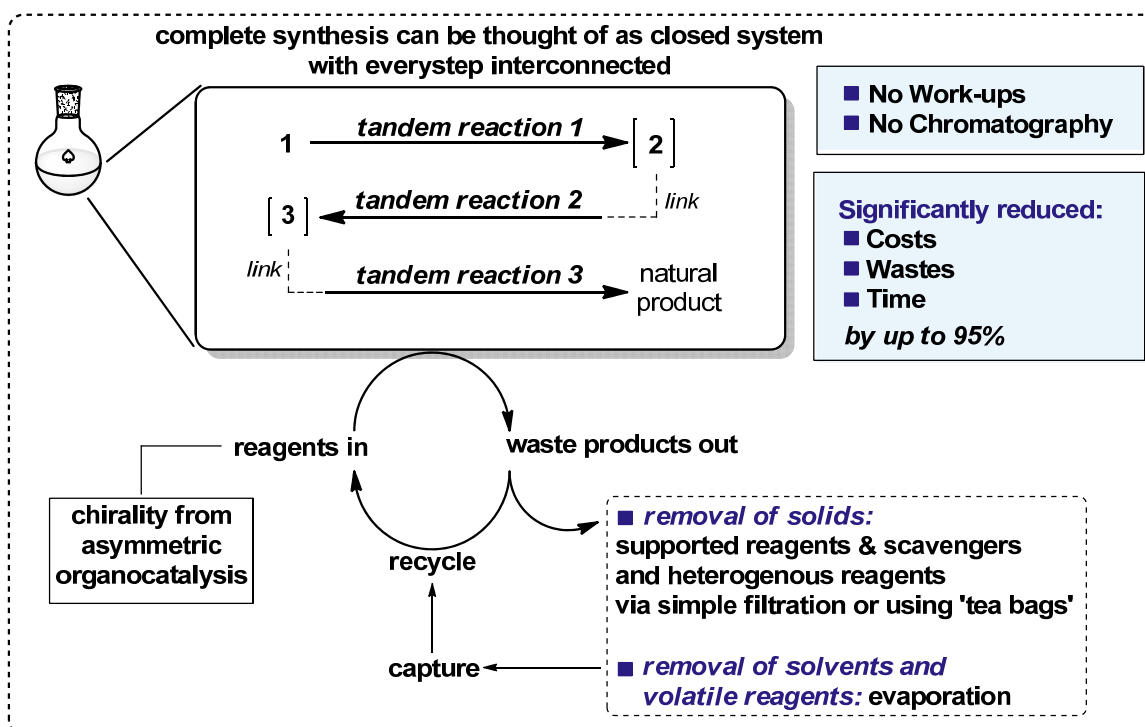 complete synthesis can be thought of as closed system
with everystep interconnected
1
tandem reaction 1
[ 2 ]
[ 3 ]
tandem reaction 2
link
link
tandem reaction 3
natural
product
■ No Work-ups
■ No Chromatography
Significantly reduced:
■ Costs
■ Wastes
■ Time
by up to 95%
reagents in
waste products out
chirality from
asymmetric
organocatalysis
recycle
capture
■ removal of solids:
supported reagents & scavengers
and heterogenous reagents
via simple filtration or using 'tea bags'
■ removal of solvents and
volatile reagents: evaporation